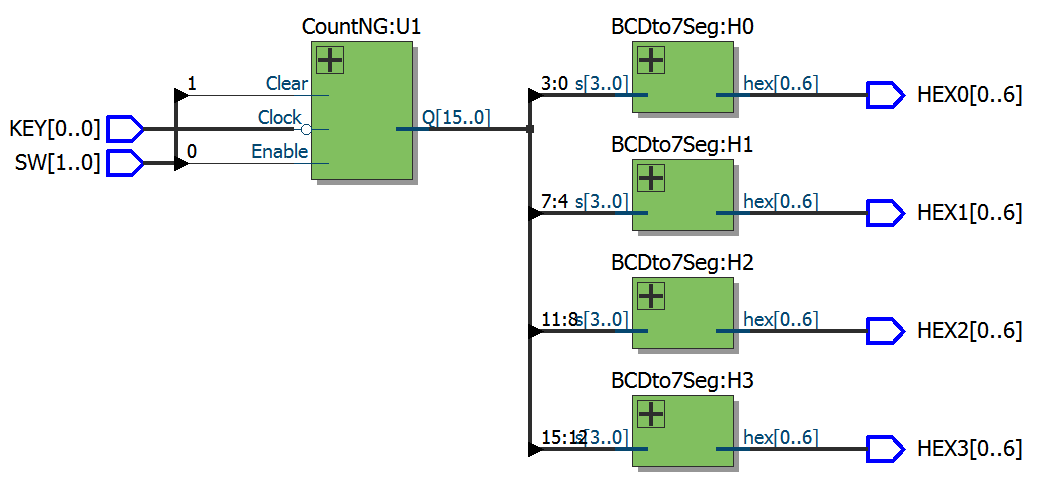 CountNG:U1
1
Clear
KEY[0..0]
Clock
SW[1..0]
0
Enable
Q[15..0]
BCDto7Seg:H0
3:0 s[3..0]
hex[0..6]
HEX0[0..6]
BCDto7Seg:H1
7:4 s[3..0]
hex[0..6]
HEX1[0..6]
BCDto7Seg:H2
11:8 s[3..0]
hex[0..6]
HEX2[0..6]
BCDto7Seg:H3
15:12 s[3..0]
hex[0..6]
HEX3[0..6]